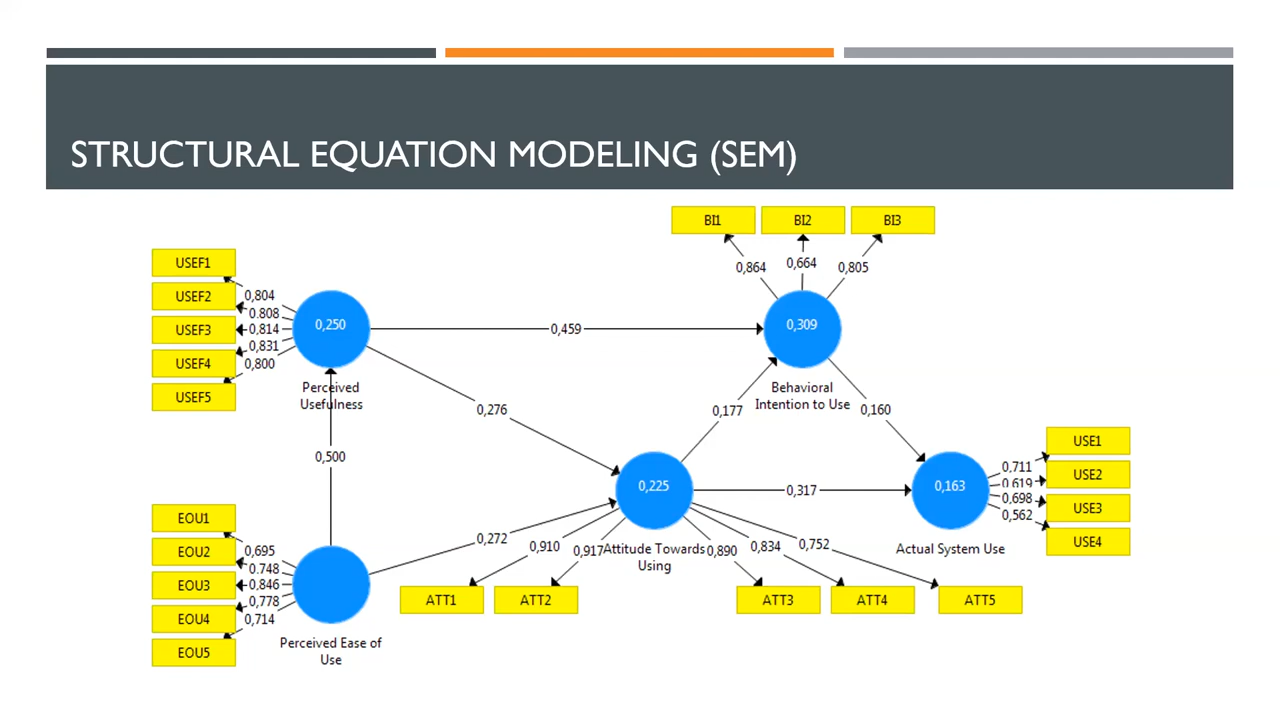 STRUCTURAL EQUATION MODELING (SEM)
BI1
BI2
BI3
0,864
0,664
0,805
USEF1
USEF2
USEF3
USEF4
USEF5
0,804
0,808
0,814
0,831
0,800
0,250
Perceived
Usefulness
0,459
0,309
Behavioral
Intention to Use
0,276
0,177
0,160
0,500
0,225
Attitude Towards
Using
0,317
0,163
Actual System Use
0,711
0,619
0,698
0,562
USE1
USE2
USE3
USE4
EOU1
EOU2
EOU3
EOU4
EOU5
0,695
0,748
0,846
0,778
0,714
Perceived Ease of
Use
0,272
0,910
0,917
0,890
0,834
0,752
ATT1
ATT2
ATT3
ATT4
ATT5